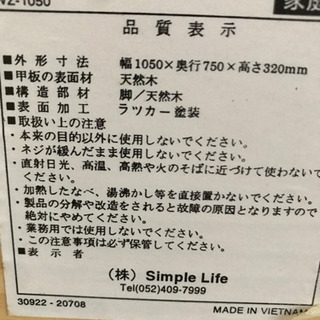 VZ-1050
家庭
品質表示
■外形寸法 幅1050×奥行750×高さ320mm
■甲板の表面材 天然木
■構造部材 脚／天然木
■表面加工 ラツカー塗装
■取扱い上の注意
・本来の目的以外に使用しないでください。
・ネジが緩んだまま使用しないでください。
・直射日光、高温、高熱や火のそばに近づけて使わない
でください。
・加熱したなべ、湯沸かし等を直接置かないでください。
・製品の分解や改造をされると故障の原因となりますので
絶対にやめてください。
・業務用では使用しないでください。
・この注意事項は必ず保管してください。
■表示者
(株) Simple Life
Tel(052)409-7999
30922-20708
MADE IN VIETNAM